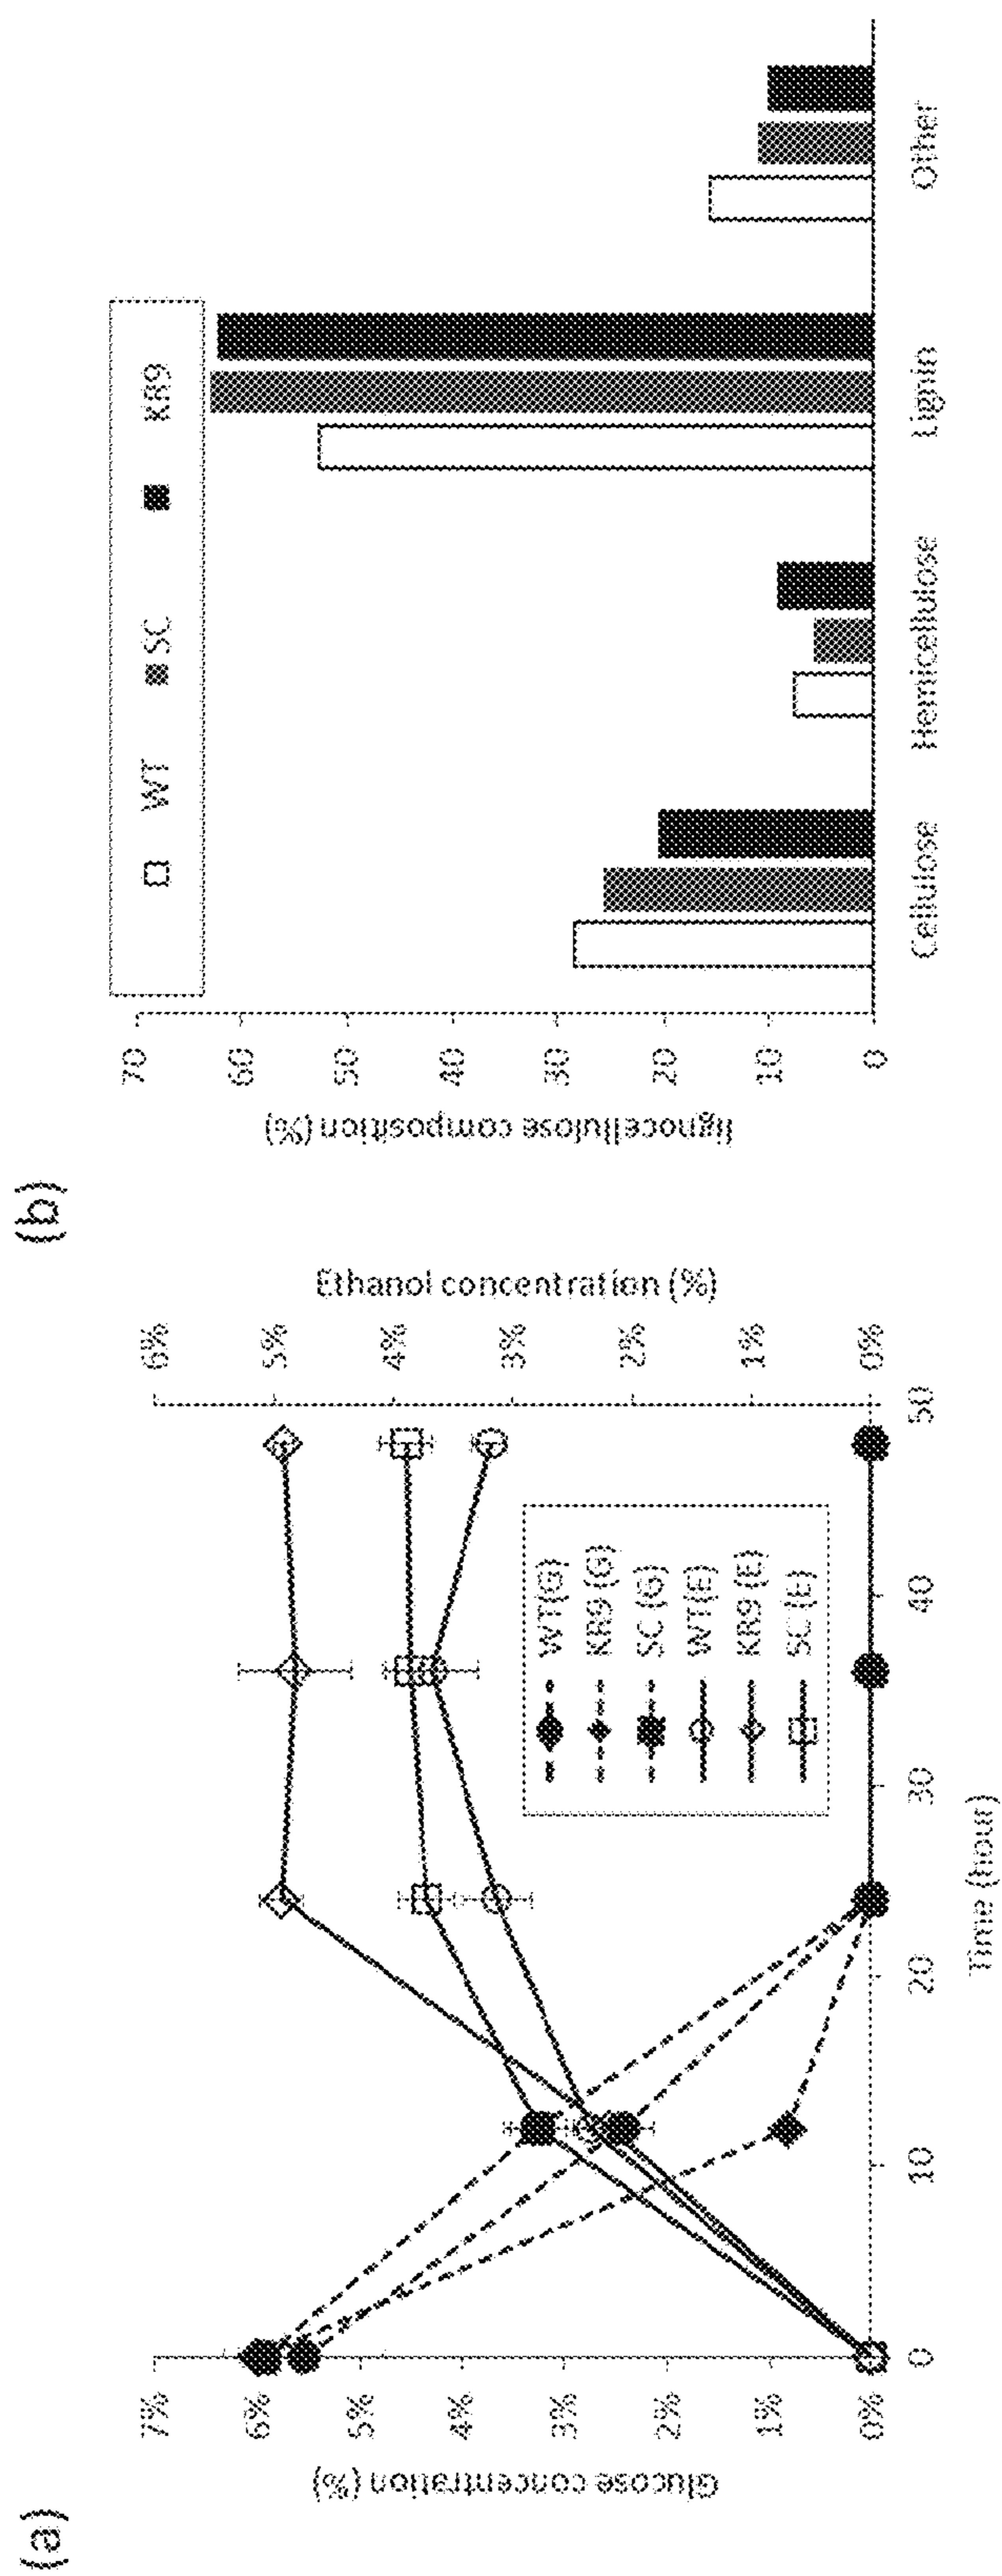 (a)
Glucose concentration (%)
7%
6%
5%
4%
3%
2%
1%
0%
0
10
20
30
40
50
Time (hour)
6%
5%
4%
3%
2%
1%
0%
Ethanol concentration (%)
WT(G)
KR9 (G)
SC (G)
WT(E)
KR9 (E)
SC (E)
(b)
lignocellulose composition (%)
70
60
50
40
30
20
10
0
WT SC KR9
Cellulose
Hemicellulose
Lignin
Other